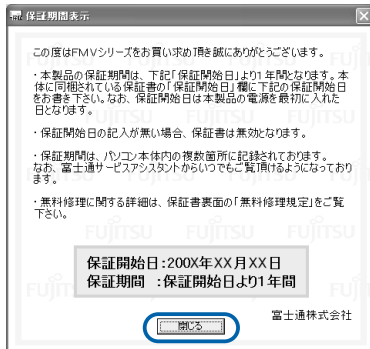 保証期間表示
この度はFMVシリーズをお買い求め頂き誠にありがとうございます。
・本製品の保証期間は、下記「保証開始日」より1年間となります。本
体に同梱されている保証書の「保証開始日」欄に下記の保証開始日
をお書き下さい。なお、保証開始日は本製品の電源を最初に入れた
日となります。
・保証開始日の記入が無い場合、保証書は無効となります。
・保証期間は、パソコン本体内の複数箇所に記録されております。
なお、富士通サービスアシスタントからいつでもご覧頂けるようになっており
ます。
・無料修理に関する詳細は、保証書裏面の「無料修理規定」をご覧
下さい。
保証開始日:200X年XX月XX日
保証期間 :保証開始日より1年間
閉じる
富士通株式会社
FUJITSU FUJITSU